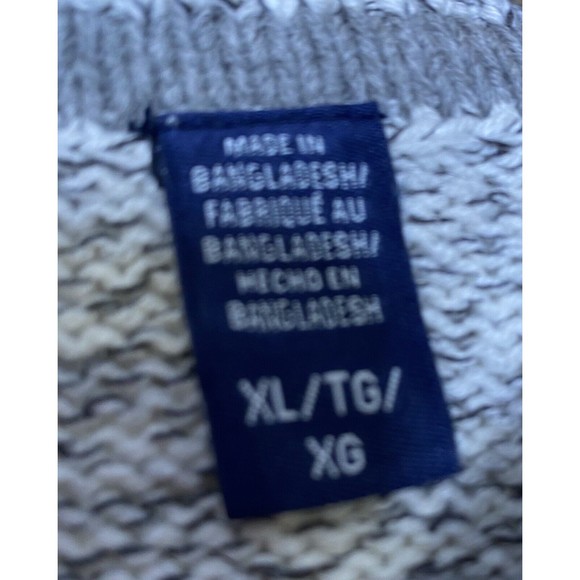 MADE IN
BANGLADESH/
FABRIQUÉ AU
BANGLADESH/
HECHO EN
BANGLADESH
XL/TG/
XG